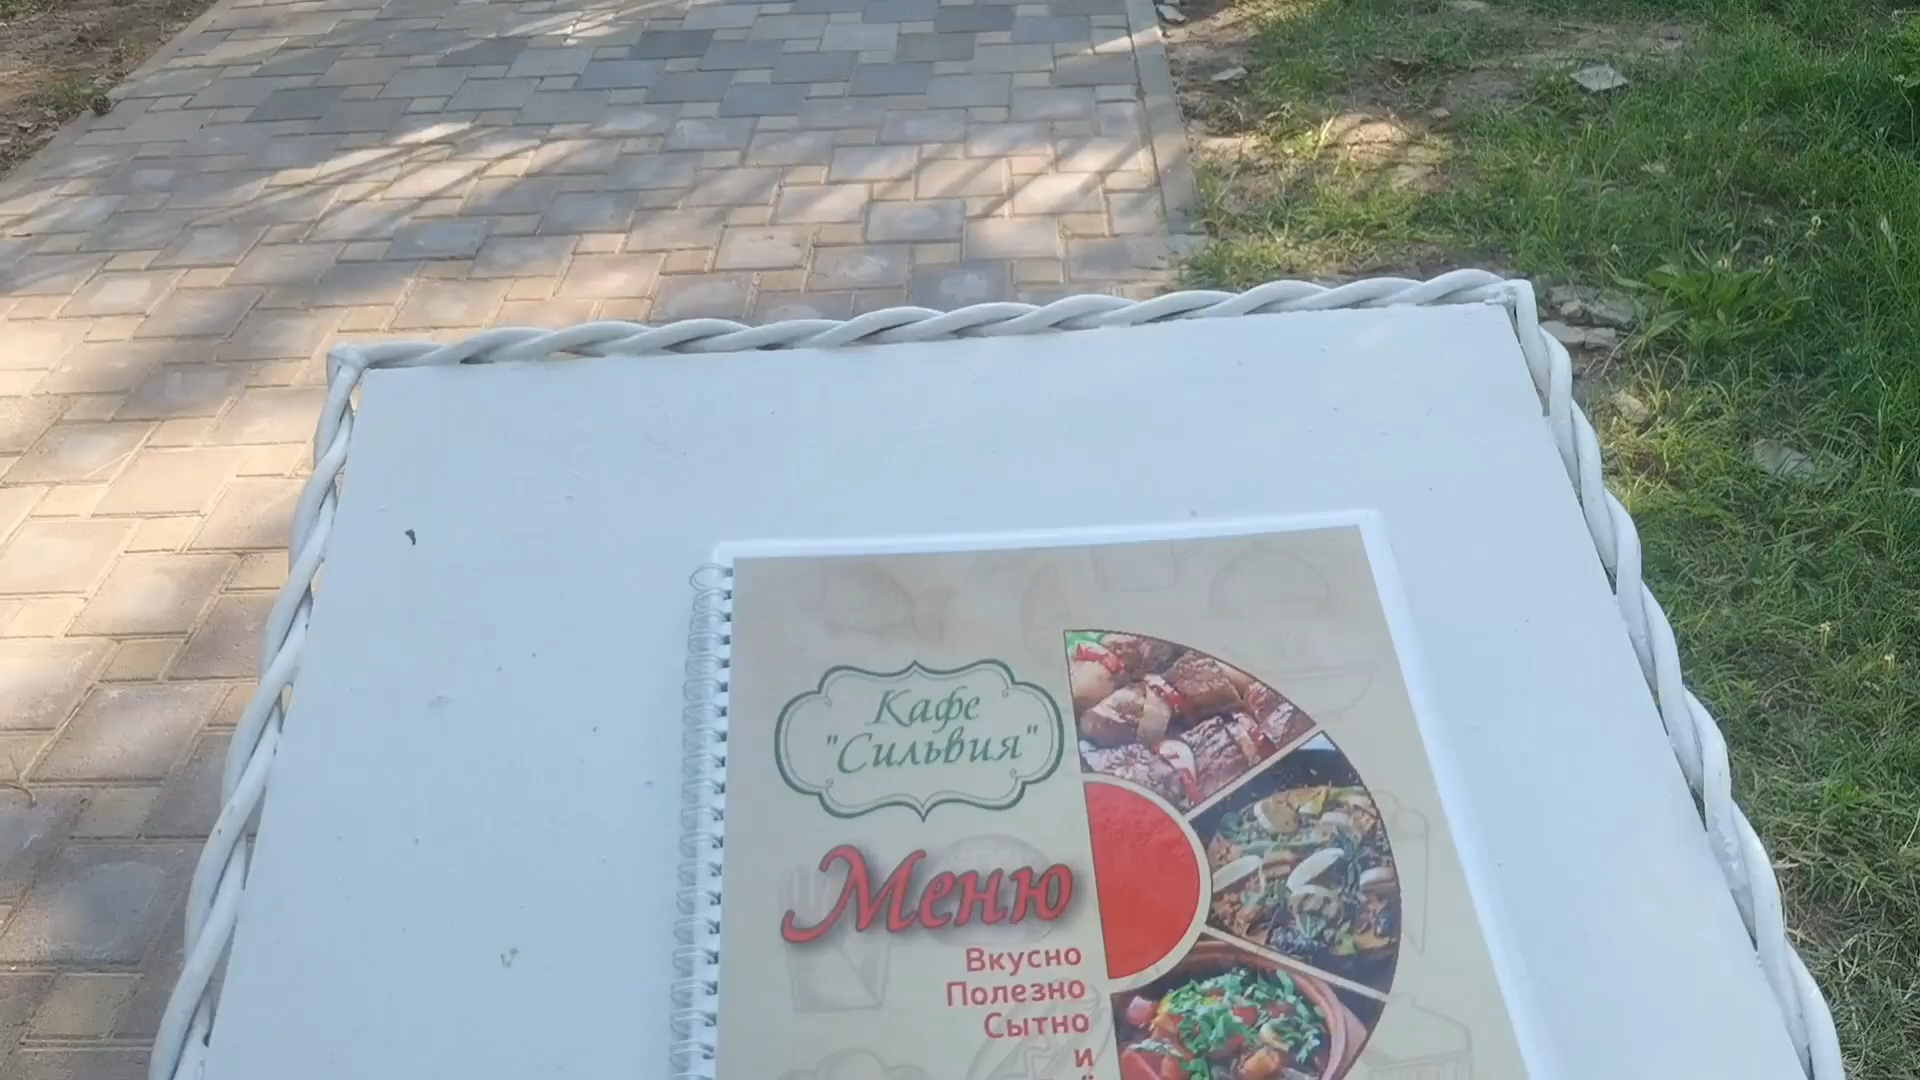 Кафе
"Сильвия"
Меню
Вкусно
Полезно
Сытно
и